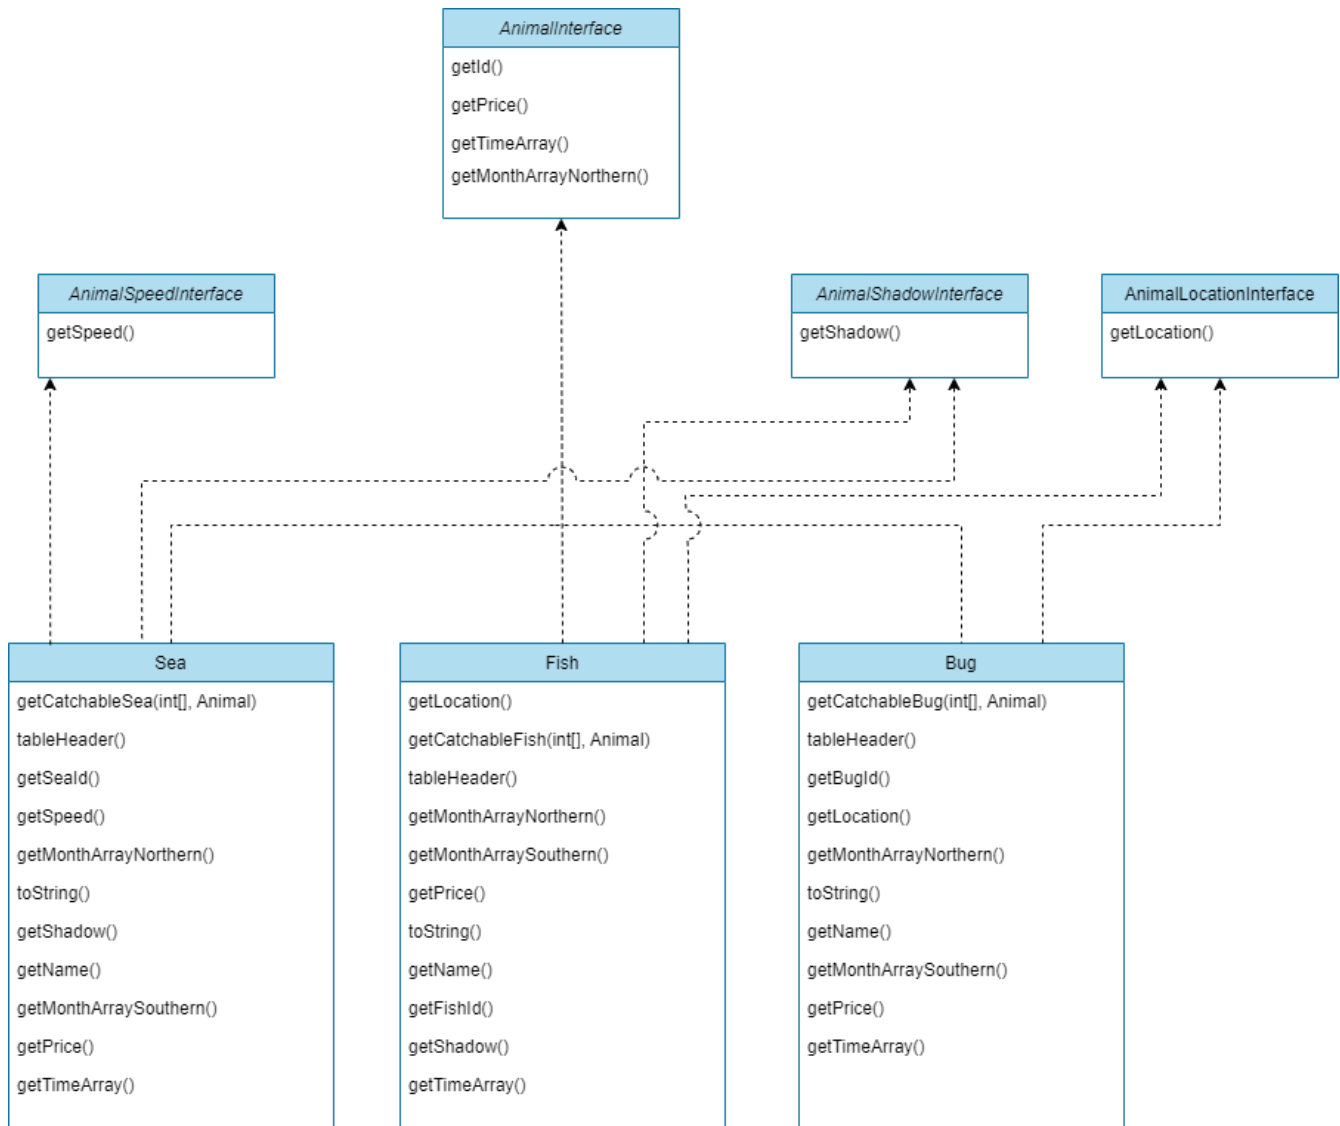 AnimalInterface
getId()
getPrice()
getTimeArray()
getMonthArrayNorthern()
AnimalSpeedInterface
getSpeed()
AnimalShadowInterface
getShadow()
AnimalLocationInterface
getLocation()
Sea
getCatchableSea(int[], Animal)
tableHeader()
getSeaId()
getSpeed()
getMonthArrayNorthern()
toString()
getShadow()
getName()
getMonthArraySouthern()
getPrice()
getTimeArray()
Fish
getLocation()
getCatchableFish(int[], Animal)
tableHeader()
getMonthArrayNorthern()
getMonthArraySouthern()
getPrice()
toString()
getName()
getFishId()
getShadow()
getTimeArray()
Bug
getCatchableBug(int[], Animal)
tableHeader()
getBugId()
getLocation()
getMonthArrayNorthern()
toString()
getName()
getMonthArraySouthern()
getPrice()
getTimeArray()